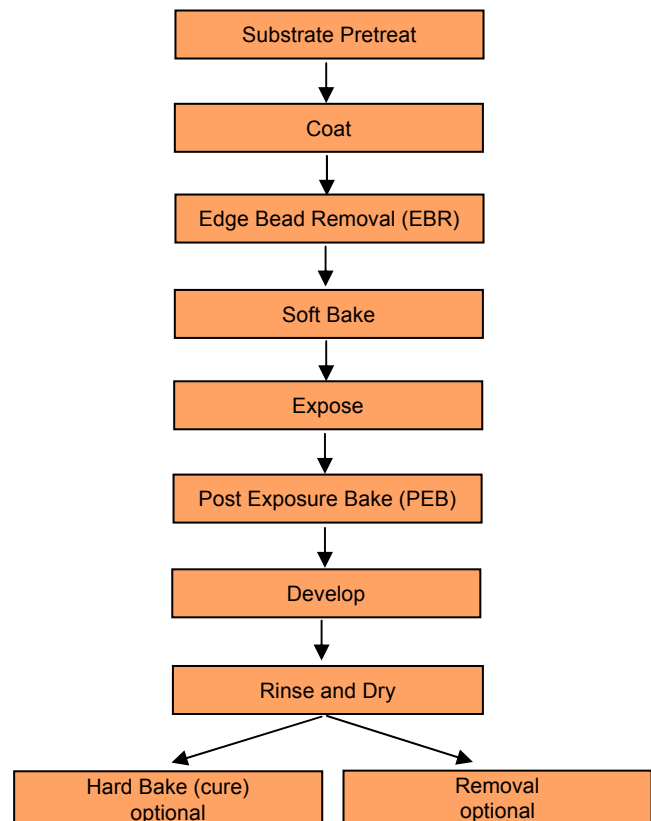 Substrate Pretreat
Coat
Edge Bead Removal (EBR)
Soft Bake
Expose
Post Exposure Bake (PEB)
Develop
Rinse and Dry
Hard Bake (cure)
optional
Removal
optional